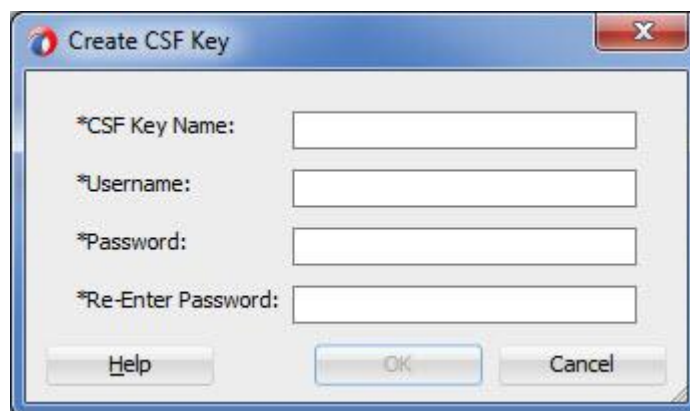 Create CSF Key
*CSF Key Name:
*Username:
*Password:
*Re-Enter Password:
Help OK Cancel